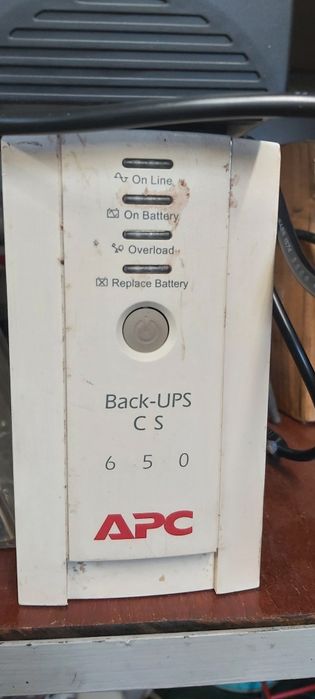 On Line
On Battery
Overload
Replace Battery
Back-UPS
CS
650
APC